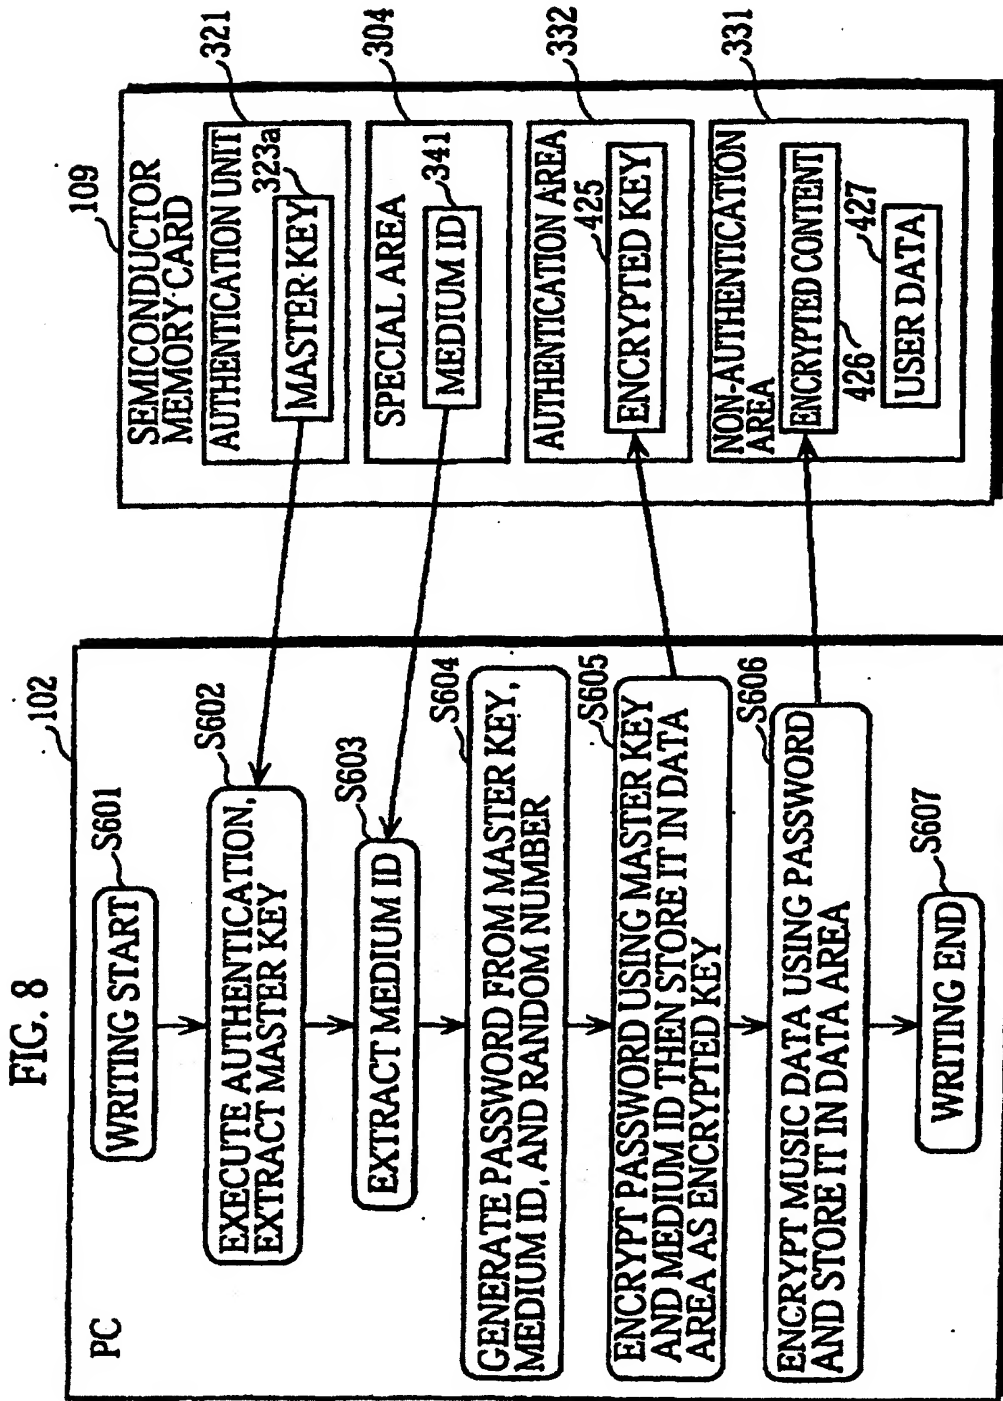 FIG. 8
102
PC
S601
WRITING START
S602
EXECUTE AUTHENTICATION,
EXTRACT MASTER KEY
S603
EXTRACT MEDIUM ID
S604
GENERATE PASSWORD FROM MASTER KEY,
MEDIUM ID, AND RANDOM NUMBER
S605
ENCRYPT PASSWORD USING MASTER KEY
AND MEDIUM ID THEN STORE IT IN DATA
AREA AS ENCRYPTED KEY
S606
ENCRYPT MUSIC DATA USING PASSWORD
AND STORE IT IN DATA AREA
S607
WRITING END
109
SEMICONDUCTOR
MEMORY CARD
321
AUTHENTICATION UNIT
323a
MASTER KEY
304
SPECIAL AREA
341
MEDIUM ID
332
AUTHENTICATION AREA
425
ENCRYPTED KEY
331
NON-AUTHENTICATION
AREA
ENCRYPTED CONTENT
426
427
USER DATA